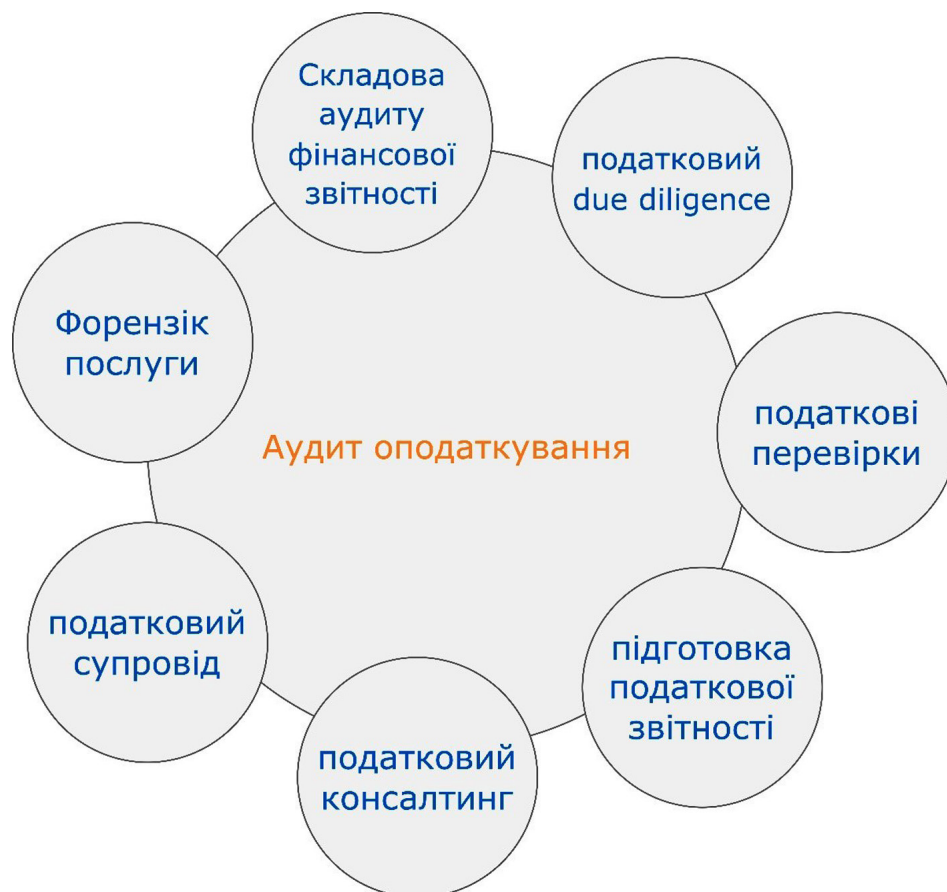 Складова
аудиту
фінансової
звітності
податковий
due diligence
Форензік
послуги
податкові
перевірки
Аудит оподаткування
податковий
супровід
підготовка
податкової
звітності
податковий
консалтинг